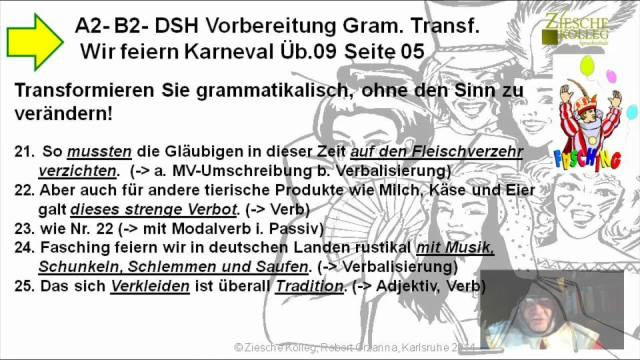 ZIESCHE
KOLLEG
A2- B2- DSH Vorbereitung Gram. Transf.
Wir feiern Karneval Üb.09 Seite 05
Transformieren Sie grammatikalisch, ohne den Sinn zu
verändern!
FASCHING
21. So mussten die Gläubigen in dieser Zeit auf den Fleischverzehr
verzichten. (-> a. MV-Umschreibung b. Verbalisierung)
22. Aber auch für andere tierische Produkte wie Milch, Käse und Eier
galt dieses strenge Verbot. (-> Verb)
23. wie Nr. 22 (-> mit Modalverb i. Passiv)
24. Fasching feiern wir in deutschen Landen rustikal mit Musik,
Schunkeln, Schlemmen und Saufen. (-> Verbalisierung)
25. Das sich Verkleiden ist überall Tradition. (-> Adjektiv, Verb)
©Ziesche Kolleg, Robert Orzanna, Karlsruhe